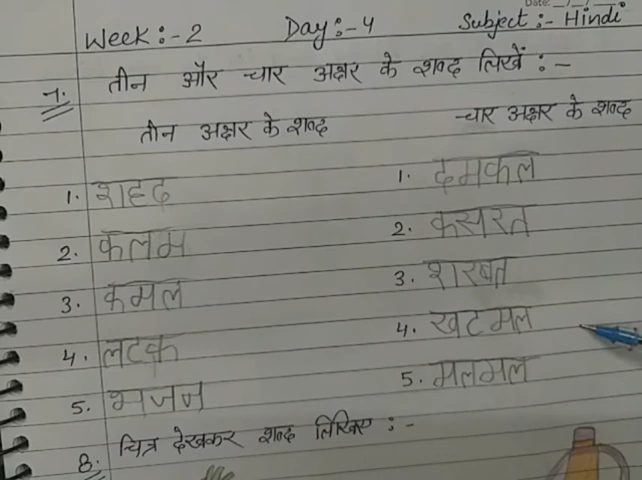 Week :- 2 Day :- 4 Subject :- Hindi
7. तीन और चार अक्षर के शब्द लिखें :-
तीन अक्षर के शब्द चार अक्षर के शब्द
1. शहद 1. दमकल
2. कलम 2. कसरत
3. कमल 3. शरबत
4. लटक 4. खटमल
5. भजन 5. मलमल
8. चित्र देखकर शब्द लिखिए :-